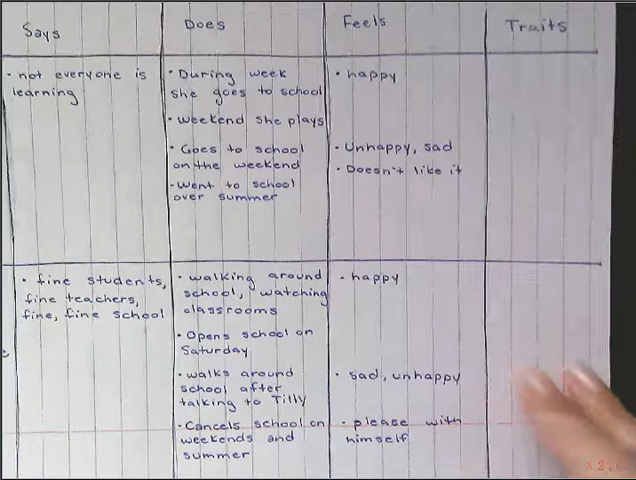 Says Does Feels Traits
• not everyone is
learning
• During week
she goes to school
• weekend she plays
• Goes to school
on the weekend
• Went to school
over summer
• happy
• Unhappy, sad
• Doesn't like it
• fine students,
fine teachers,
fine, fine school
• walking around
school, watching
classrooms
• Opens school on
Saturday
• walks around
school after
talking to Tilly
• Cancels school on
weekends and
summer
• happy
• sad, unhappy
• please with
himself